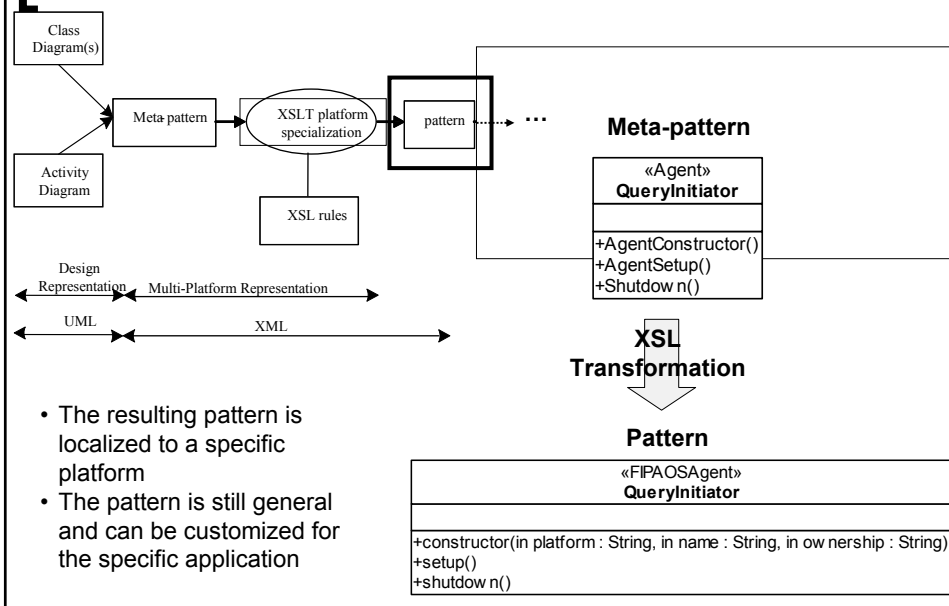 Class
Diagram(s)
Meta-pattern
XSLT platform
specialization
pattern
...
Activity
Diagram
XSL rules
Design
Representation
Multi-Platform Representation
UML
XML
• The resulting pattern is
localized to a specific
platform
• The pattern is still general
and can be customized for
the specific application
Meta-pattern
«Agent»
QueryInitiator
+AgentConstructor()
+AgentSetup()
+Shutdown()
XSL
Transformation
Pattern
«FIPAOSAgent»
QueryInitiator
+constructor(in platform : String, in name : String, in ownership : String)
+setup()
+shutdown()